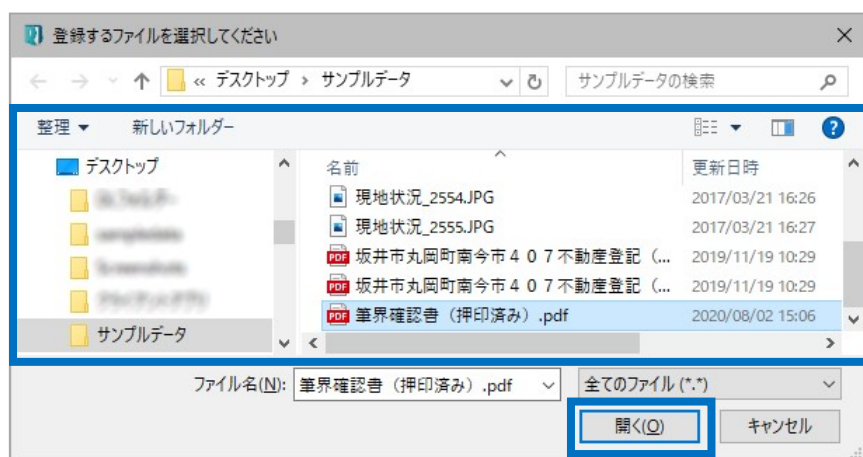 登録するファイルを選択してください
« デスクトップ › サンプルデータ
サンプルデータの検索
整理 新しいフォルダー
デスクトップ
サンプルデータ
名前 更新日時
現地状況_2554.JPG 2017/03/21 16:26
現地状況_2555.JPG 2017/03/21 16:27
PDF 坂井市丸岡町南今市４０７不動産登記（... 2019/11/19 10:29
PDF 坂井市丸岡町南今市４０７不動産登記（... 2019/11/19 10:29
PDF 筆界確認書（押印済み）.pdf 2020/08/02 15:06
ファイル名(N): 筆界確認書（押印済み）.pdf 全てのファイル (*.*)
開く(O) キャンセル